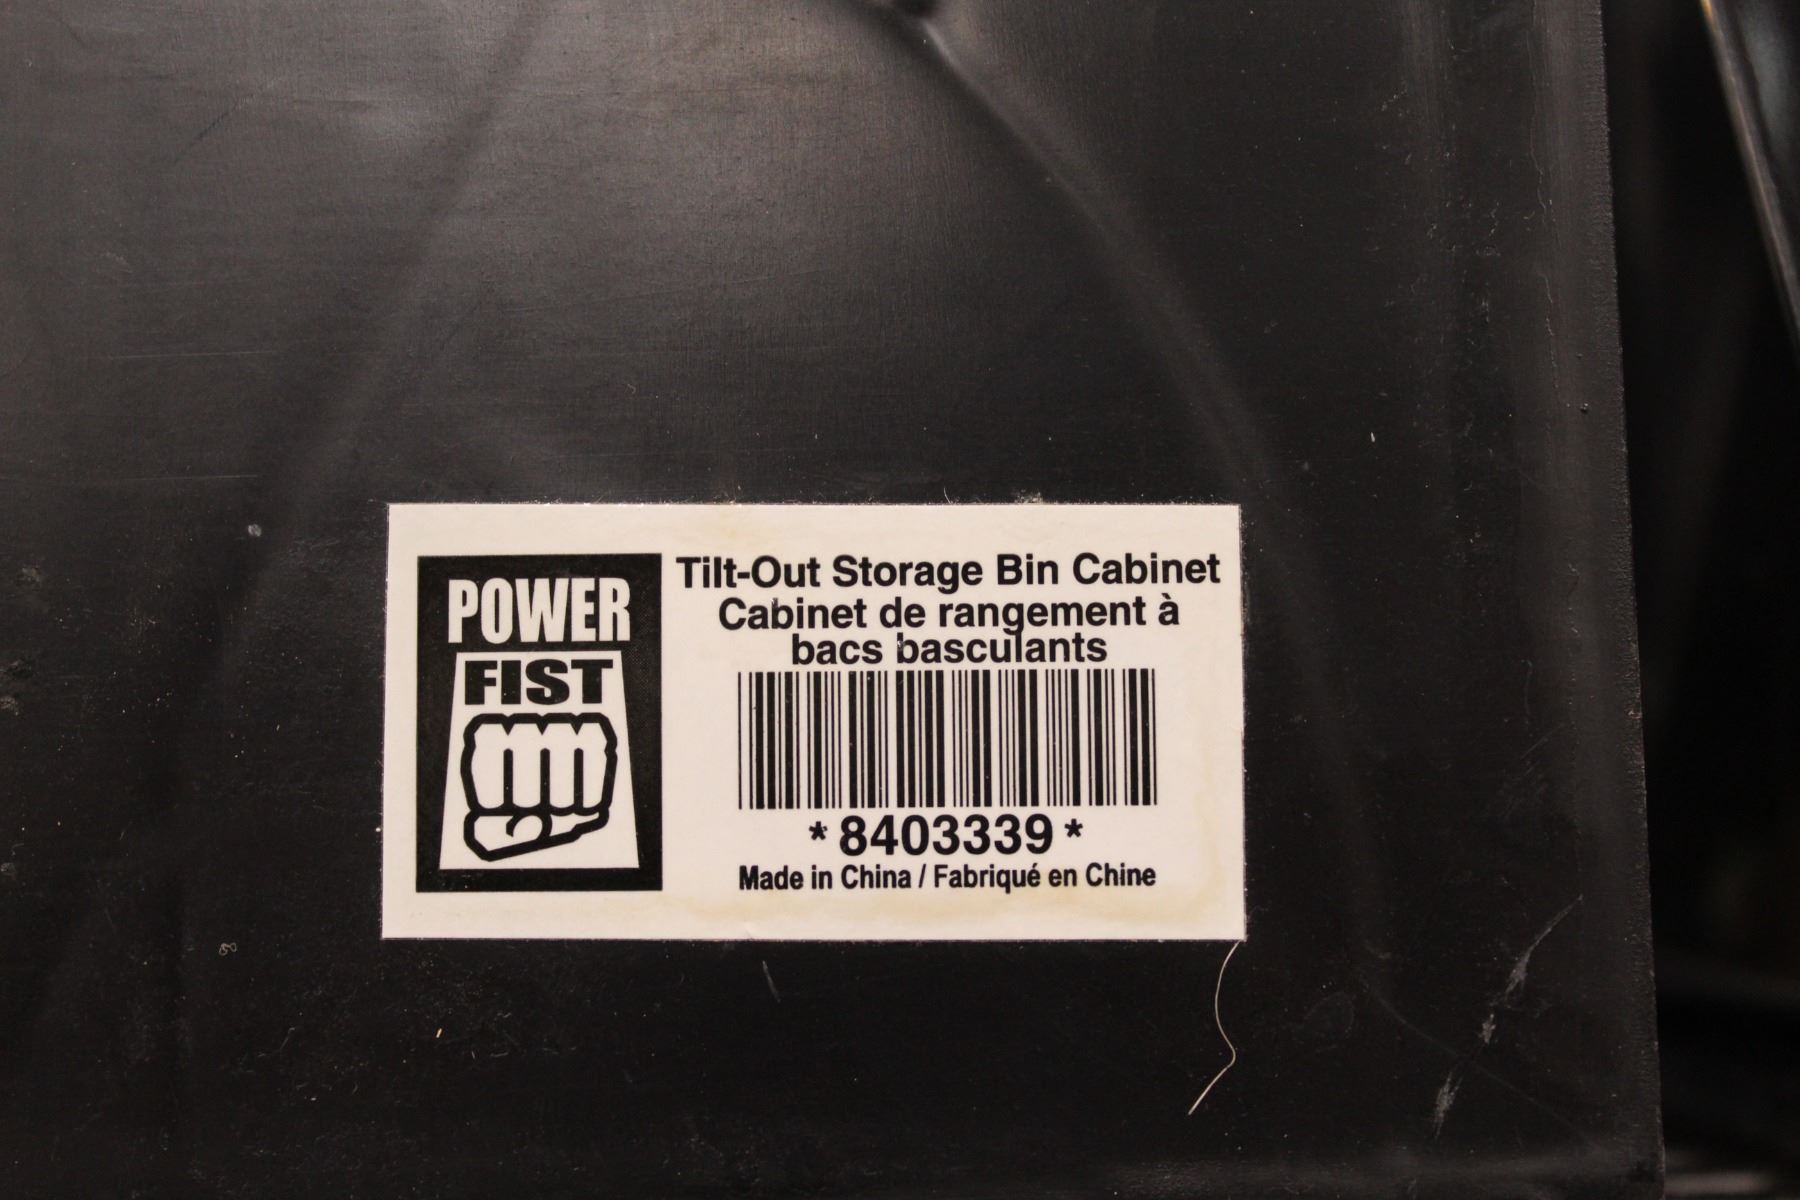 POWER
FIST
Tilt-Out Storage Bin Cabinet
Cabinet de rangement à
bacs basculants
*8403339*
Made in China / Fabriqué en Chine